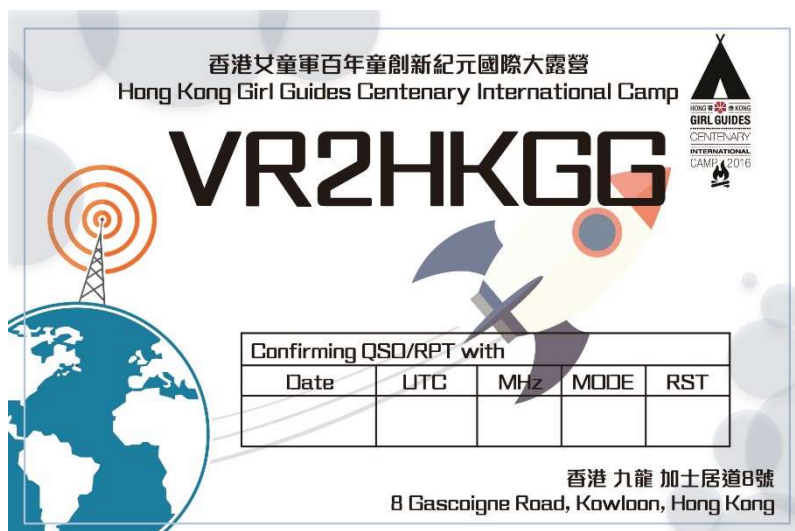 香港女童軍百年童創新紀元國際大露營
Hong Kong Girl Guides Centenary International Camp
HONG 香 港 KONG
GIRL GUIDES
CENTENARY
INTERNATIONAL
CAMP 2016
VR2HKGG
Confirming QSO/RPT with
Date UTC MHz MODE RST
香港 九龍 加士居道8號
8 Gascoigne Road, Kowloon, Hong Kong